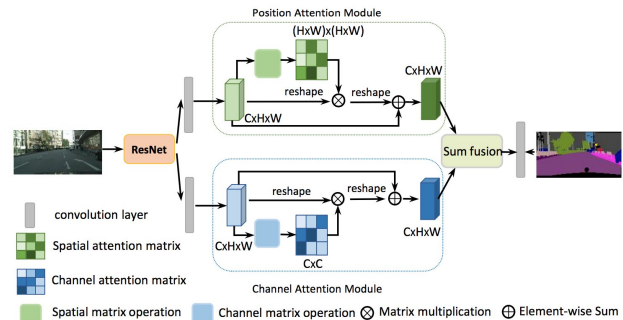 Position Attention Module
(HxW)x(HxW)
CxHxW
reshape
reshape
CxHxW
ResNet
Sum fusion
convolution layer
reshape
reshape
Spatial attention matrix
CxHxW
CxHxW
Channel attention matrix
CxC
Channel Attention Module
Spatial matrix operation
Channel matrix operation
Matrix multiplication
Element-wise Sum